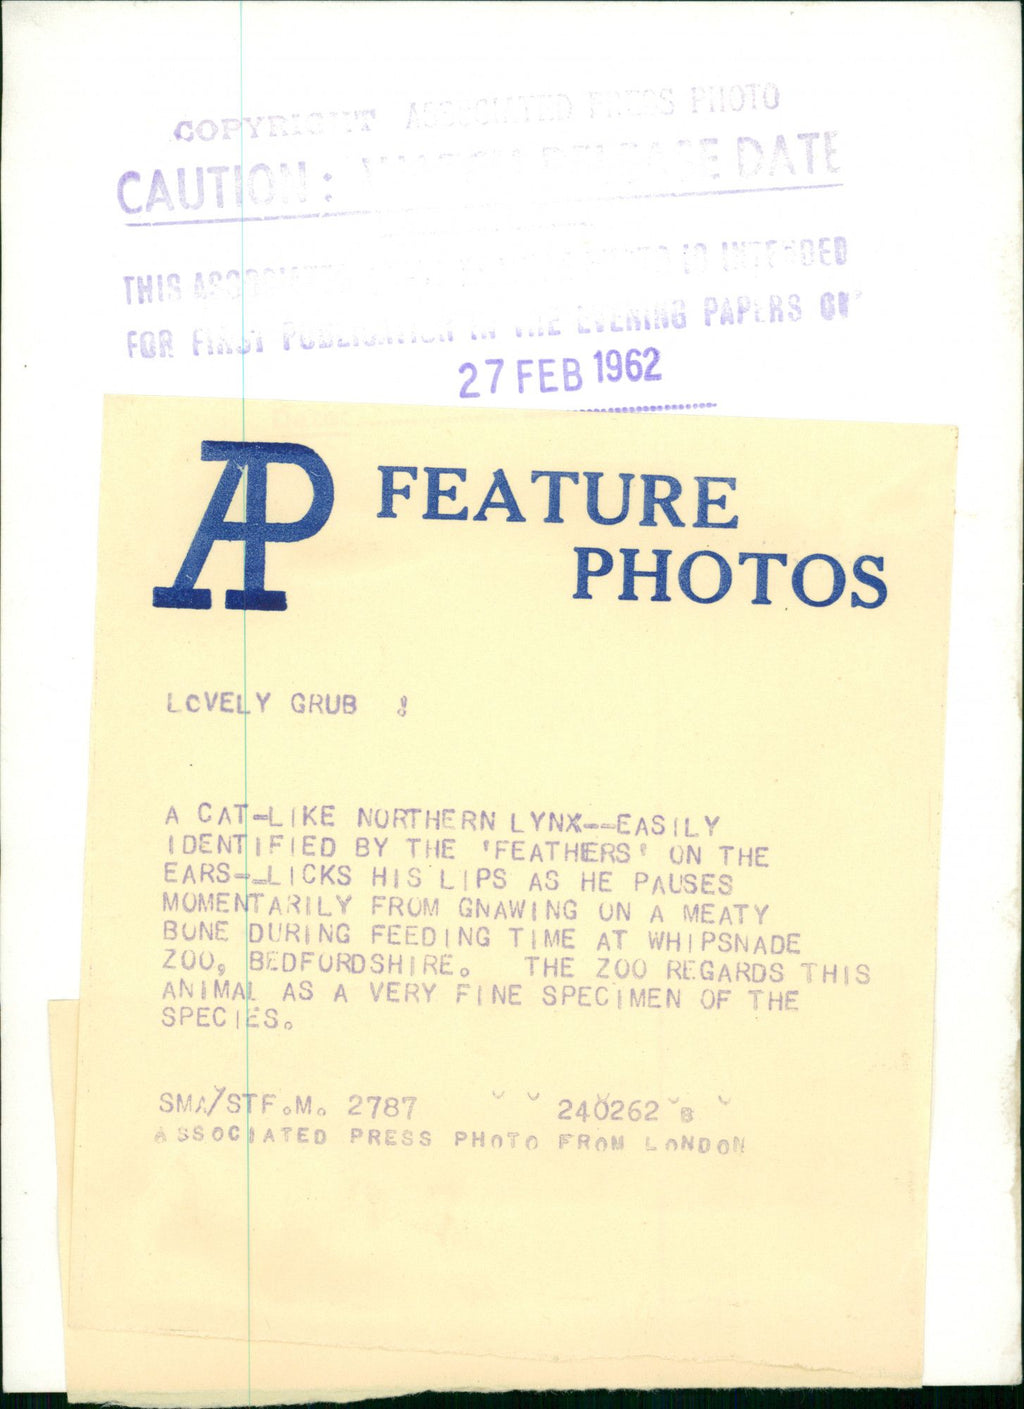 COPYRIGHT ASSOCIATED PRESS PHOTO
CAUTION: RELEASE DATE
THIS ASSOCIATED IS INTENDED
FOR FIRST PUBLICATION IN THE EVENING PAPERS ON
27 FEB 1962
AP FEATURE
PHOTOS
LOVELY GRUB !
A CAT-LIKE NORTHERN LYNX--EASILY
IDENTIFIED BY THE 'FEATHERS' ON THE
EARS--LICKS HIS LIPS AS HE PAUSES
MOMENTARILY FROM GNAWING ON A MEATY
BONE DURING FEEDING TIME AT WHIPSNADE
ZOO, BEDFORDSHIRE. THE ZOO REGARDS THIS
ANIMAL AS A VERY FINE SPECIMEN OF THE
SPECIES.
SMA/STF.M. 2787 240262 B
ASSOCIATED PRESS PHOTO FROM LONDON